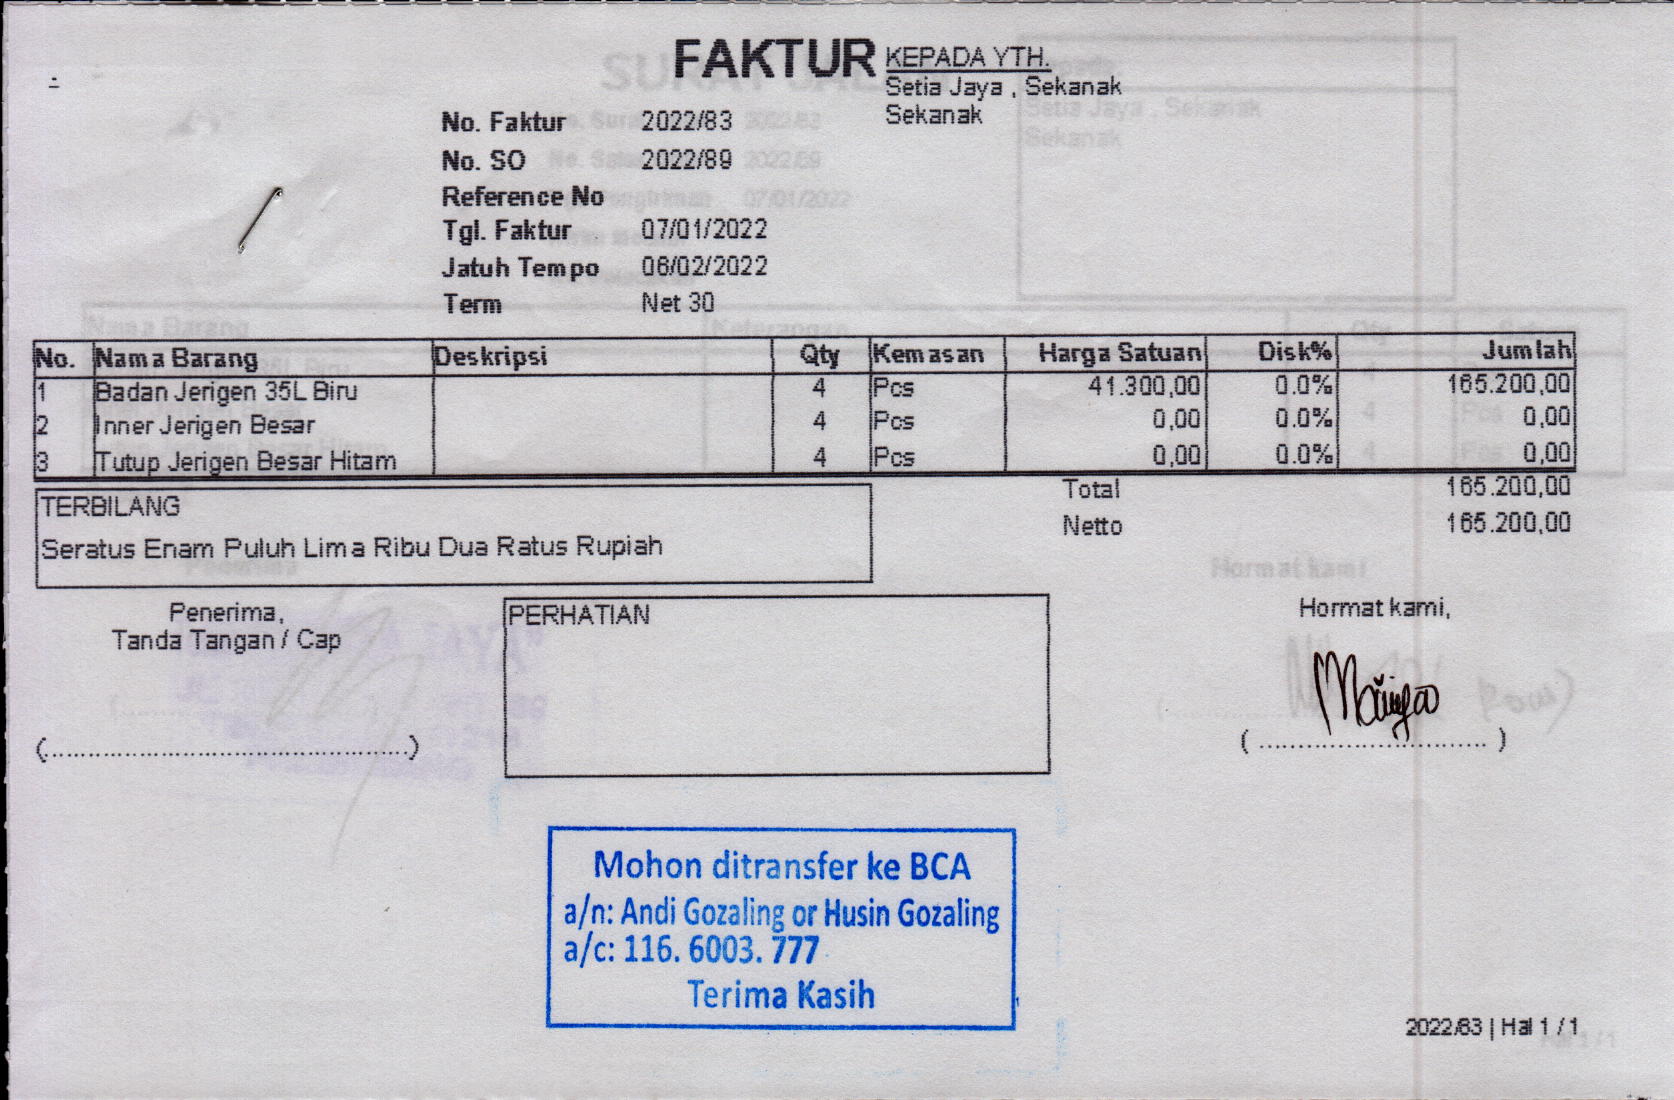 FAKTUR
KEPADA YTH.
Setia Jaya , Sekanak
Sekanak
No. Faktur 2022/83
No. SO 2022/89
Reference No
Tgl. Faktur 07/01/2022
Jatuh Tempo 06/02/2022
Term Net 30
No. Nama Barang Deskripsi Qty Kemasan Harga Satuan Disk% Jumlah
1 Badan Jerigen 35L Biru 4 Pcs 41.300,00 0.0% 165.200,00
2 Inner Jerigen Besar 4 Pcs 0,00 0.0% 0,00
3 Tutup Jerigen Besar Hitam 4 Pcs 0,00 0.0% 0,00
Total 165.200,00
Netto 165.200,00
TERBILANG
Seratus Enam Puluh Lima Ribu Dua Ratus Rupiah
Penerima,
Tanda Tangan / Cap
(................................................)
PERHATIAN
Hormat kami,
( .............................. )
Mohon ditransfer ke BCA
a/n: Andi Gozaling or Husin Gozaling
a/c: 116. 6003. 777
Terima Kasih
2022/83 | Hal 1 / 1